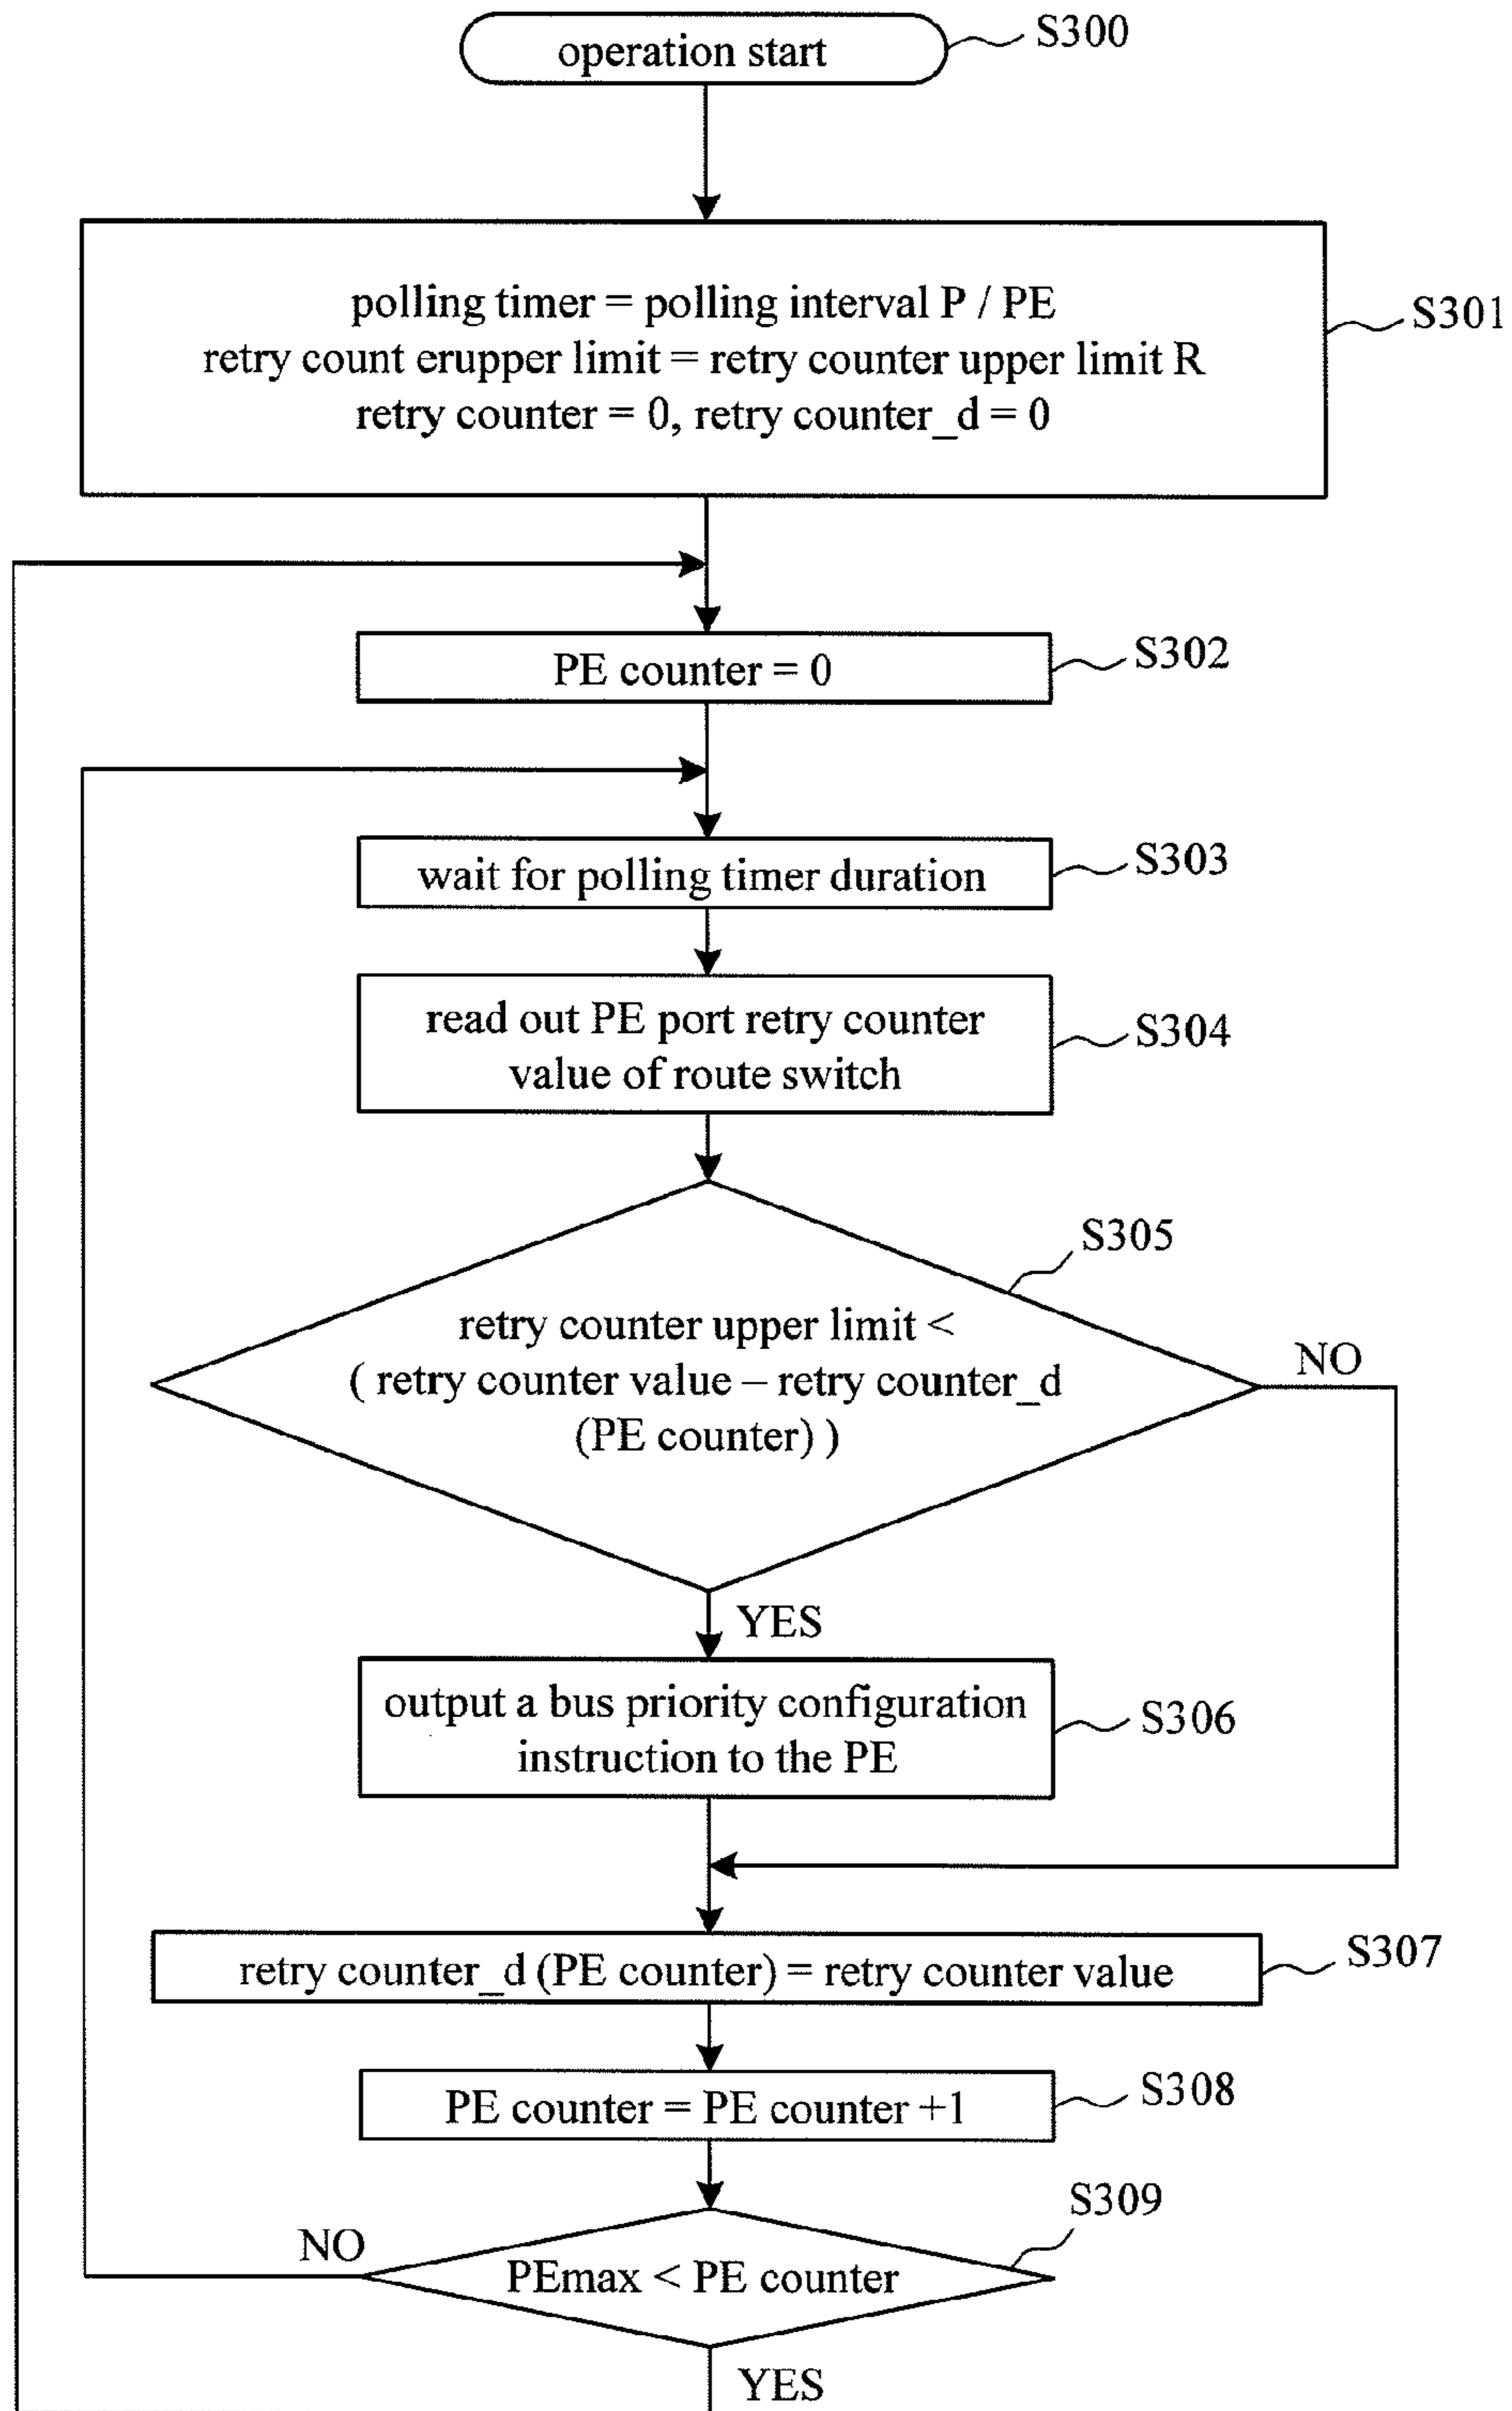 operation start
S300
polling timer = polling interval P / PE
retry count erupper limit = retry counter upper limit R
retry counter = 0, retry counter_d = 0
S301
PE counter = 0
S302
wait for polling timer duration
S303
read out PE port retry counter
value of route switch
S304
S305
retry counter upper limit <
( retry counter value – retry counter_d
(PE counter) )
NO
YES
output a bus priority configuration
instruction to the PE
S306
retry counter_d (PE counter) = retry counter value
S307
PE counter = PE counter +1
S308
S309
NO
PEmax < PE counter
YES